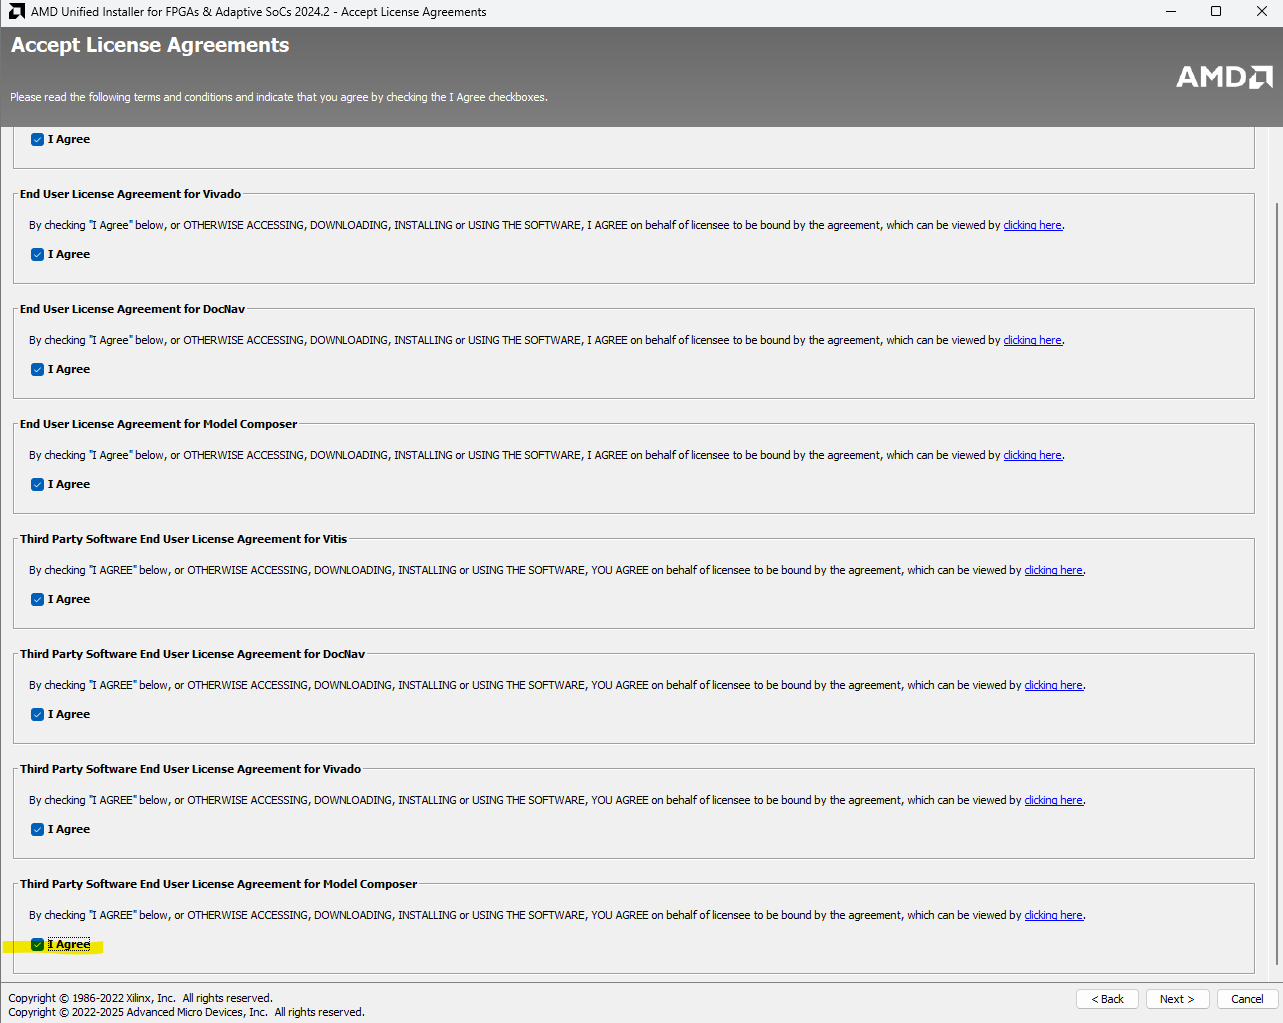 AMD Unified Installer for FPGAs & Adaptive SoCs 2024.2 - Accept License Agreements
Accept License Agreements
AMD
Please read the following terms and conditions and indicate that you agree by checking the I Agree checkboxes.
I Agree
End User License Agreement for Vivado
By checking "I Agree" below, or OTHERWISE ACCESSING, DOWNLOADING, INSTALLING or USING THE SOFTWARE, I AGREE on behalf of licensee to be bound by the agreement, which can be viewed by clicking here.
I Agree
End User License Agreement for DocNav
By checking "I Agree" below, or OTHERWISE ACCESSING, DOWNLOADING, INSTALLING or USING THE SOFTWARE, I AGREE on behalf of licensee to be bound by the agreement, which can be viewed by clicking here.
I Agree
End User License Agreement for Model Composer
By checking "I Agree" below, or OTHERWISE ACCESSING, DOWNLOADING, INSTALLING or USING THE SOFTWARE, I AGREE on behalf of licensee to be bound by the agreement, which can be viewed by clicking here.
I Agree
Third Party Software End User License Agreement for Vitis
By checking "I AGREE" below, or OTHERWISE ACCESSING, DOWNLOADING, INSTALLING or USING THE SOFTWARE, YOU AGREE on behalf of licensee to be bound by the agreement, which can be viewed by clicking here.
I Agree
Third Party Software End User License Agreement for DocNav
By checking "I AGREE" below, or OTHERWISE ACCESSING, DOWNLOADING, INSTALLING or USING THE SOFTWARE, YOU AGREE on behalf of licensee to be bound by the agreement, which can be viewed by clicking here.
I Agree
Third Party Software End User License Agreement for Vivado
By checking "I AGREE" below, or OTHERWISE ACCESSING, DOWNLOADING, INSTALLING or USING THE SOFTWARE, YOU AGREE on behalf of licensee to be bound by the agreement, which can be viewed by clicking here.
I Agree
Third Party Software End User License Agreement for Model Composer
By checking "I AGREE" below, or OTHERWISE ACCESSING, DOWNLOADING, INSTALLING or USING THE SOFTWARE, YOU AGREE on behalf of licensee to be bound by the agreement, which can be viewed by clicking here.
I Agree
Copyright © 1986-2022 Xilinx, Inc.  All rights reserved.
Copyright © 2022-2025 Advanced Micro Devices, Inc.  All rights reserved.
< Back
Next >
Cancel